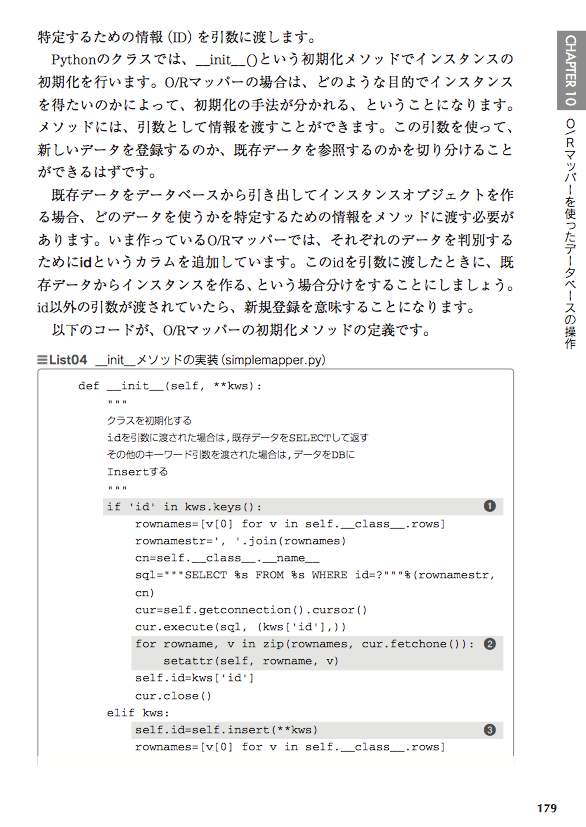 特定するための情報（ID）を引数に渡します。
Pythonのクラスでは、__init__()という初期化メソッドでインスタンスの
初期化を行います。O/Rマッパーの場合は、どのような目的でインスタンス
を得たいのかによって、初期化の手法が分かれる、ということになります。
メソッドには、引数として情報を渡すことができます。この引数を使って、
新しいデータを登録するのか、既存データを参照するのかを切り分けること
ができるはずです。
既存データをデータベースから引き出してインスタンスオブジェクトを作
る場合、どのデータを使うかを特定するための情報をメソッドに渡す必要が
あります。いま作っているO/Rマッパーでは、それぞれのデータを判別する
ためにidというカラムを追加しています。このidを引数に渡したときに、既
存データからインスタンスを作る、という場合分けをすることにしましょう。
id以外の引数が渡されていたら、新規登録を意味することになります。
以下のコードが、O/Rマッパーの初期化メソッドの定義です。
List04 __init__メソッドの実装（simplemapper.py）
def __init__(self, **kws):
"""
クラスを初期化する
idを引数に渡された場合は,既存データをSELECTして返す
その他のキーワード引数を渡された場合は,データをDBに
Insertする
"""
if 'id' in kws.keys(): ❶
rownames=[v[0] for v in self.__class__.rows]
rownamestr=', '.join(rownames)
cn=self.__class__.__name__
sql="""SELECT %s FROM %s WHERE id=?"""%(rownamestr,
cn)
cur=self.getconnection().cursor()
cur.execute(sql, (kws['id'],))
for rowname, v in zip(rownames, cur.fetchone()): ❷
setattr(self, rowname, v)
self.id=kws['id']
cur.close()
elif kws:
self.id=self.insert(**kws) ❸
rownames=[v[0] for v in self.__class__.rows]
CHAPTER 10
O/Rマッパーを使ったデータベースの操作
179